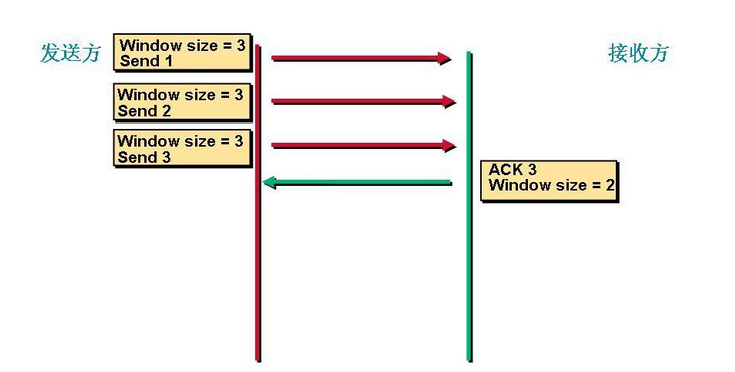 发送方
Window size = 3
Send 1
接收方
Window size = 3
Send 2
Window size = 3
Send 3
ACK 3
Window size = 2